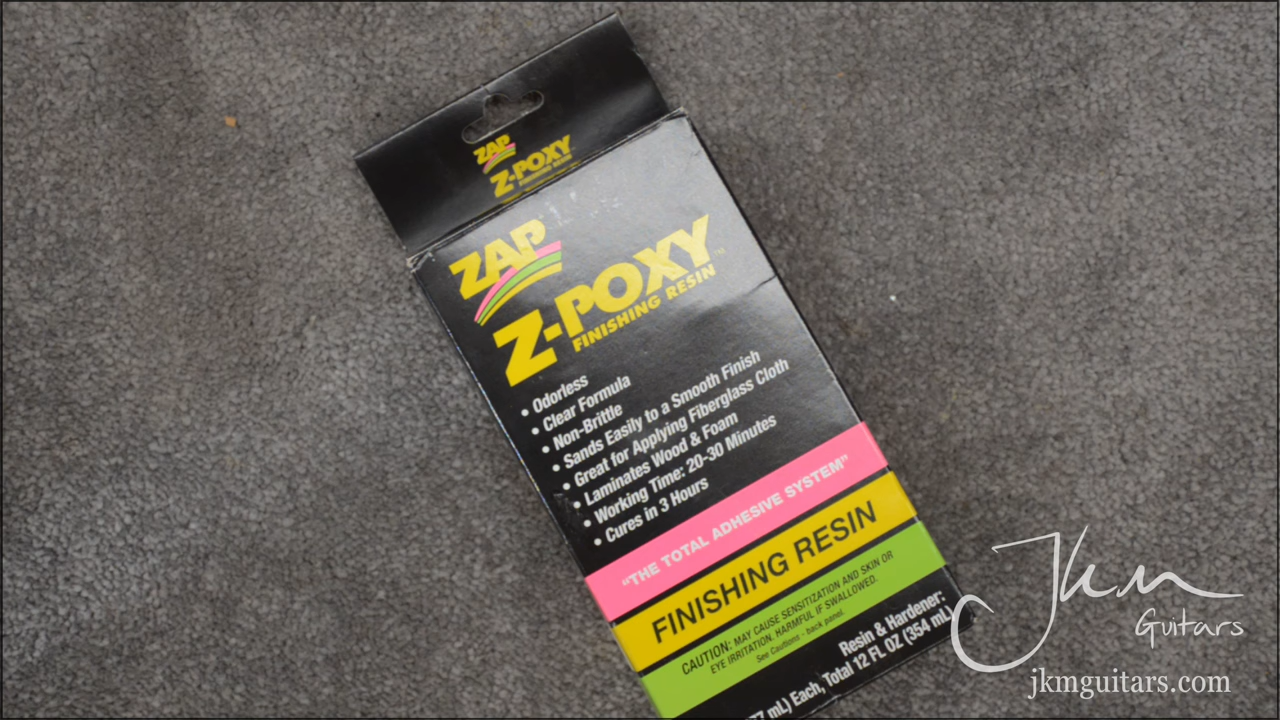 ZAP
Z-POXY
FINISHING RESIN
ZAP
Z-POXY™
FINISHING RESIN
• Odorless
• Clear Formula
• Non-Brittle
• Sands Easily to a Smooth Finish
• Great for Applying Fiberglass Cloth
• Laminates Wood & Foam
• Working Time: 20-30 Minutes
• Cures in 3 Hours
“THE TOTAL ADHESIVE SYSTEM”
FINISHING RESIN
CAUTION: MAY CAUSE SENSITIZATION AND SKIN OR
EYE IRRITATION. HARMFUL IF SWALLOWED.
See Cautions - back panel.
Resin & Hardener:
mL) Each, Total 12 FL OZ (354 mL)
Jkm
Guitars
jkmguitars.com